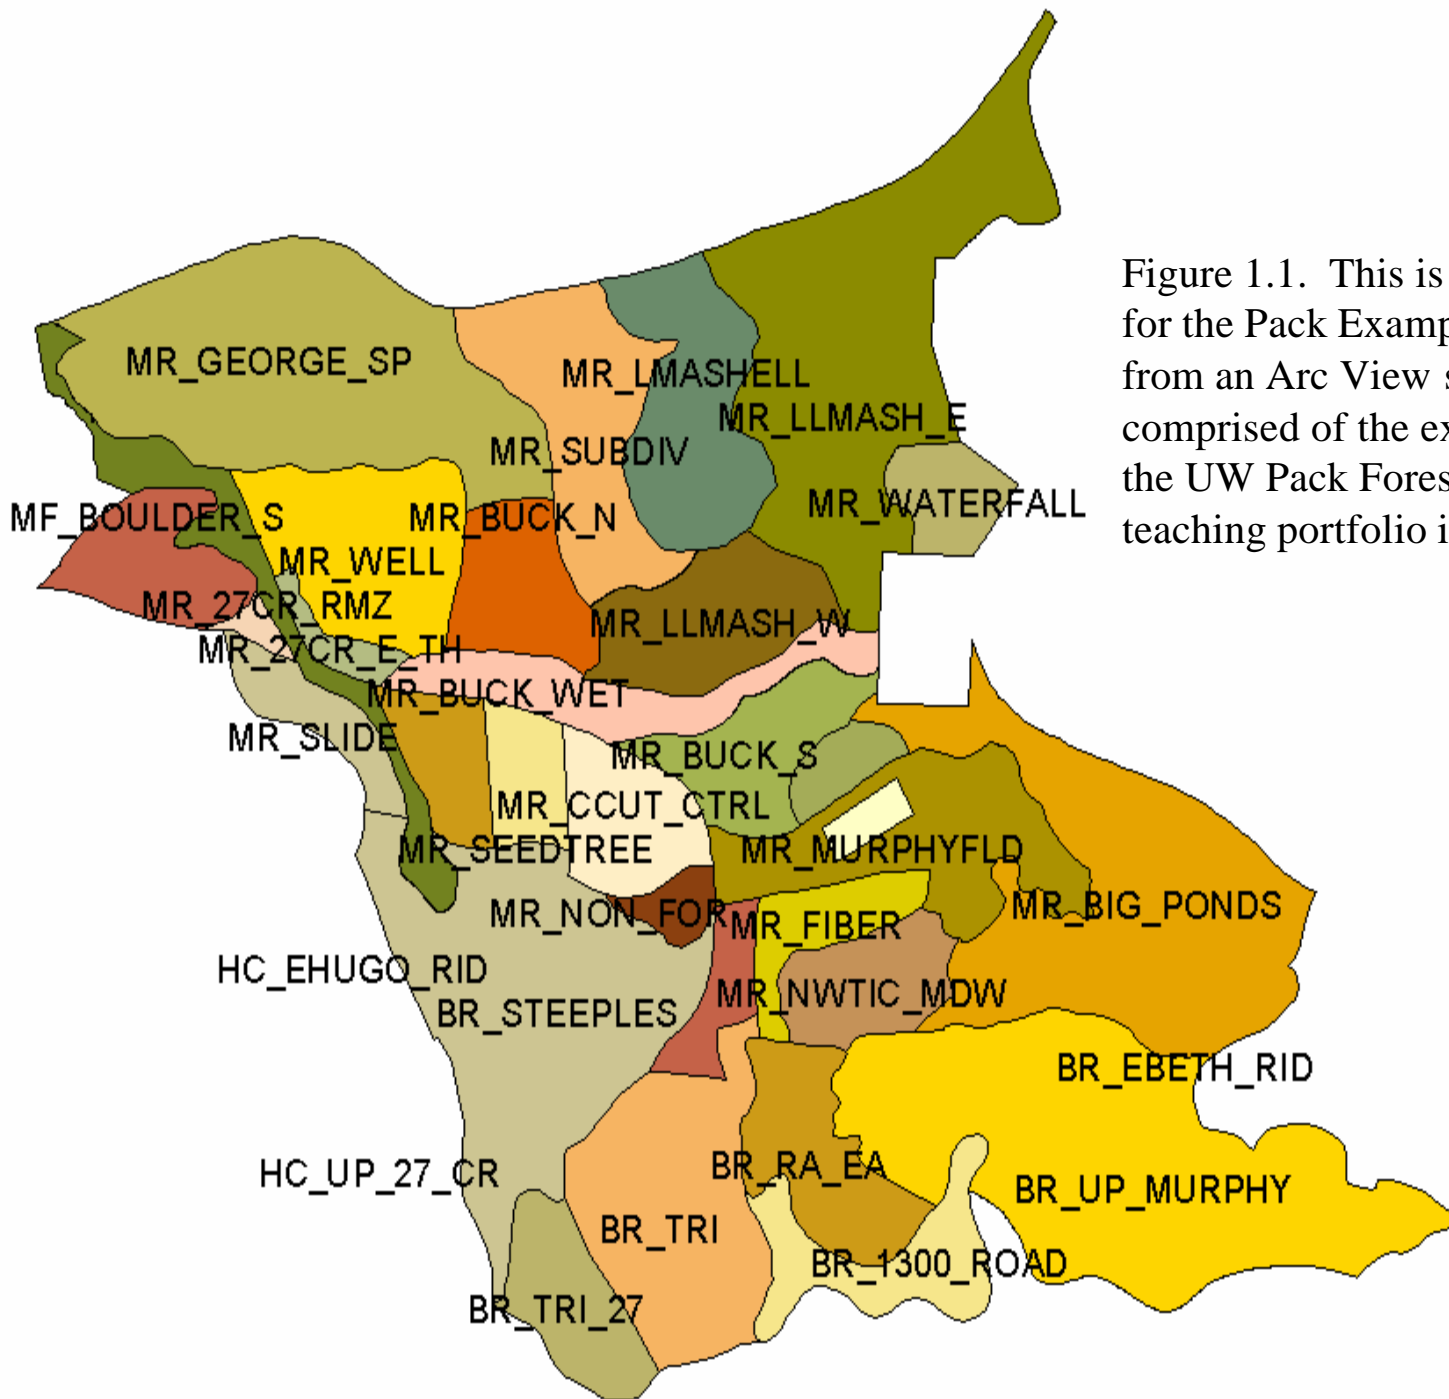 MR_GEORGE_SP
MR_LMASHELL
MR_LLMASH_E
MR_SUBDIV
MR_WATERFALL
MF_BOULDER_S
MR_BUCK_N
MR_WELL
MR_27CR_RMZ
MR_LLMASH_W
MR_27CR_E_TH
MR_BUCK_WET
MR_SLIDE
MR_BUCK_S
MR_CCUT_CTRL
MR_SEEDTREE
MR_MURPHYFLD
MR_BIG_PONDS
MR_NON_FOR
MR_FIBER
HC_EHUGO_RID
MR_NWTIC_MDW
BR_STEEPLES
BR_EBETH_RID
HC_UP_27_CR
BR_RA_EA
BR_UP_MURPHY
BR_TRI
BR_1300_ROAD
BR_TRI_27
Figure 1.1. This is
for the Pack Examp
from an Arc View s
comprised of the ex
the UW Pack Fores
teaching portfolio i